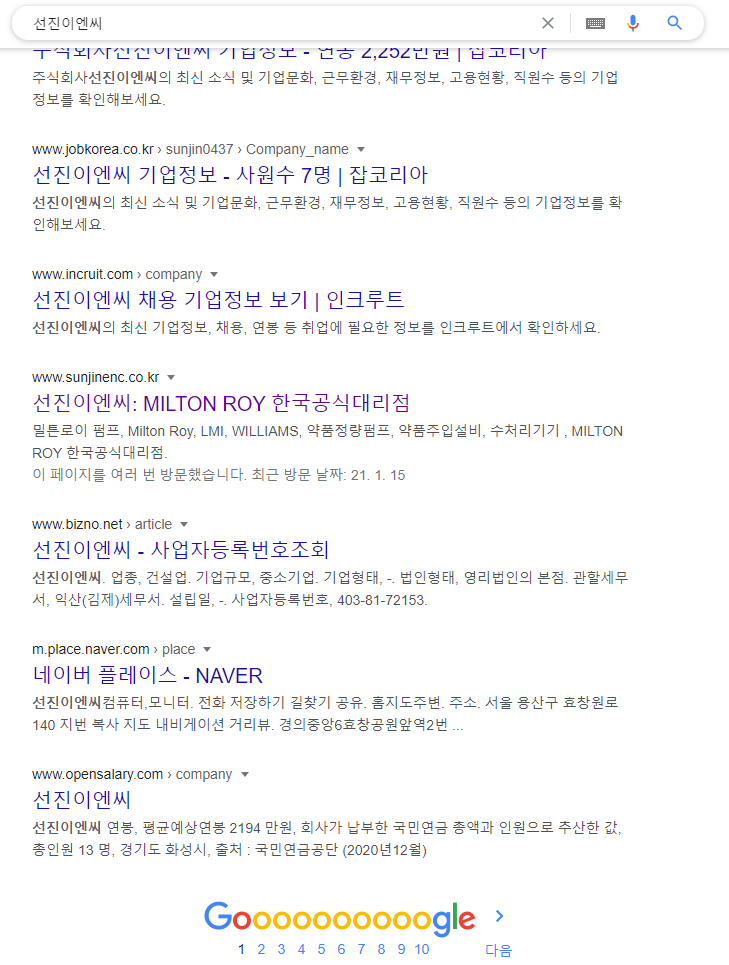 선진이엔씨
주식회사선진이엔씨 기업정보 - 연봉 2,252만원 | 잡코리아
주식회사선진이엔씨의 최신 소식 및 기업문화, 근무환경, 재무정보, 고용현황, 직원수 등의 기업
정보를 확인해보세요.
www.jobkorea.co.kr › sunjin0437 › Company_name
선진이엔씨 기업정보 - 사원수 7명 | 잡코리아
선진이엔씨의 최신 소식 및 기업문화, 근무환경, 재무정보, 고용현황, 직원수 등의 기업정보를 확
인해보세요.
www.incruit.com › company
선진이엔씨 채용 기업정보 보기 | 인크루트
선진이엔씨의 최신 기업정보, 채용, 연봉 등 취업에 필요한 정보를 인크루트에서 확인하세요.
www.sunjinenc.co.kr
선진이엔씨: MILTON ROY 한국공식대리점
밀튼로이 펌프, Milton Roy, LMI, WILLIAMS, 약품정량펌프, 약품주입설비, 수처리기기 , MILTON
ROY 한국공식대리점.
이 페이지를 여러 번 방문했습니다. 최근 방문 날짜: 21. 1. 15
www.bizno.net › article
선진이엔씨 - 사업자등록번호조회
선진이엔씨. 업종, 건설업. 기업규모, 중소기업. 기업형태, -. 법인형태, 영리법인의 본점. 관할세무
서, 익산(김제)세무서. 설립일, -. 사업자등록번호, 403-81-72153.
m.place.naver.com › place
네이버 플레이스 - NAVER
선진이엔씨컴퓨터,모니터. 전화 저장하기 길찾기 공유. 홈지도주변. 주소. 서울 용산구 효창원로
140 지번 복사 지도 내비게이션 거리뷰. 경의중앙6효창공원앞역2번 ...
www.opensalary.com › company
선진이엔씨
선진이엔씨 연봉, 평균예상연봉 2194 만원, 회사가 납부한 국민연금 총액과 인원으로 추산한 값,
총인원 13 명, 경기도 화성시, 출처 : 국민연금공단 (2020년12월)
Goooooooooogle
1 2 3 4 5 6 7 8 9 10 다음